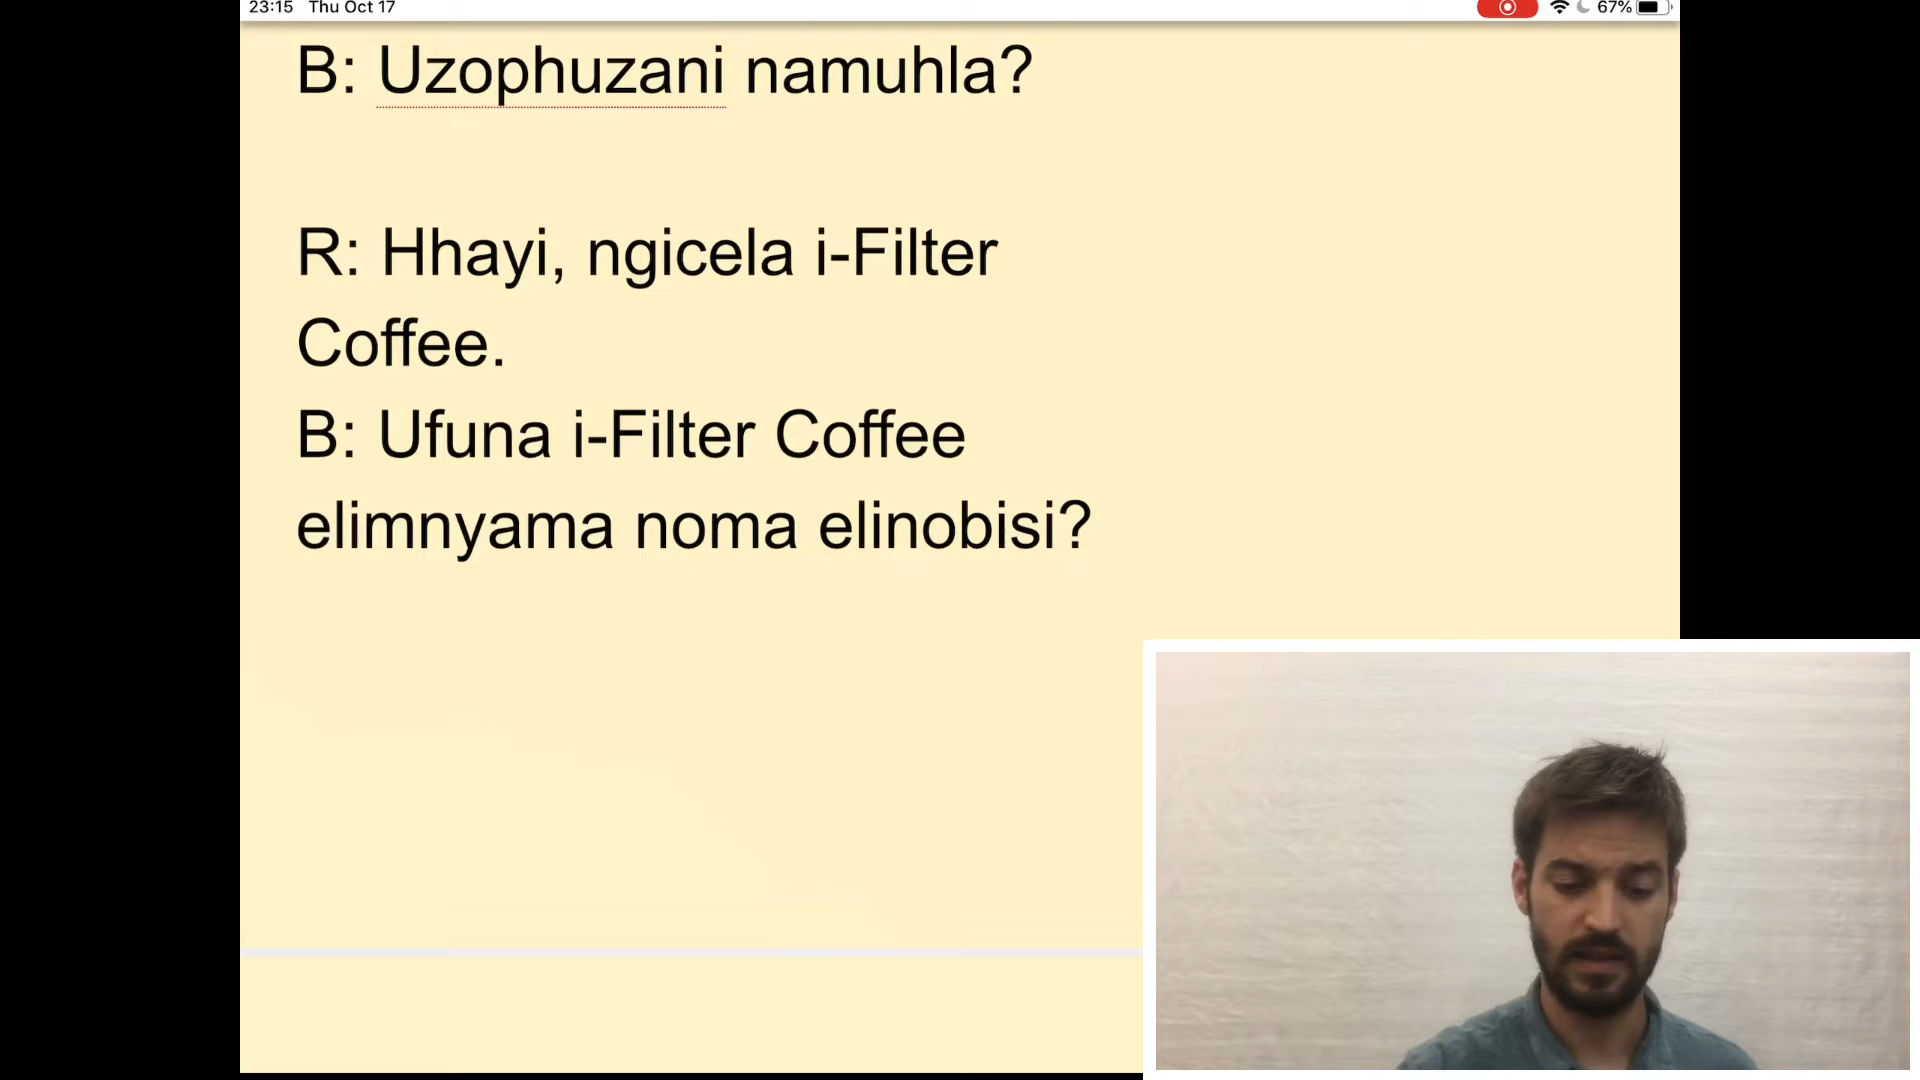 23:15 Thu Oct 17 67%
B: Uzophuzani namuhla?
R: Hhayi, ngicela i-Filter
Coffee.
B: Ufuna i-Filter Coffee
elimnyama noma elinobisi?